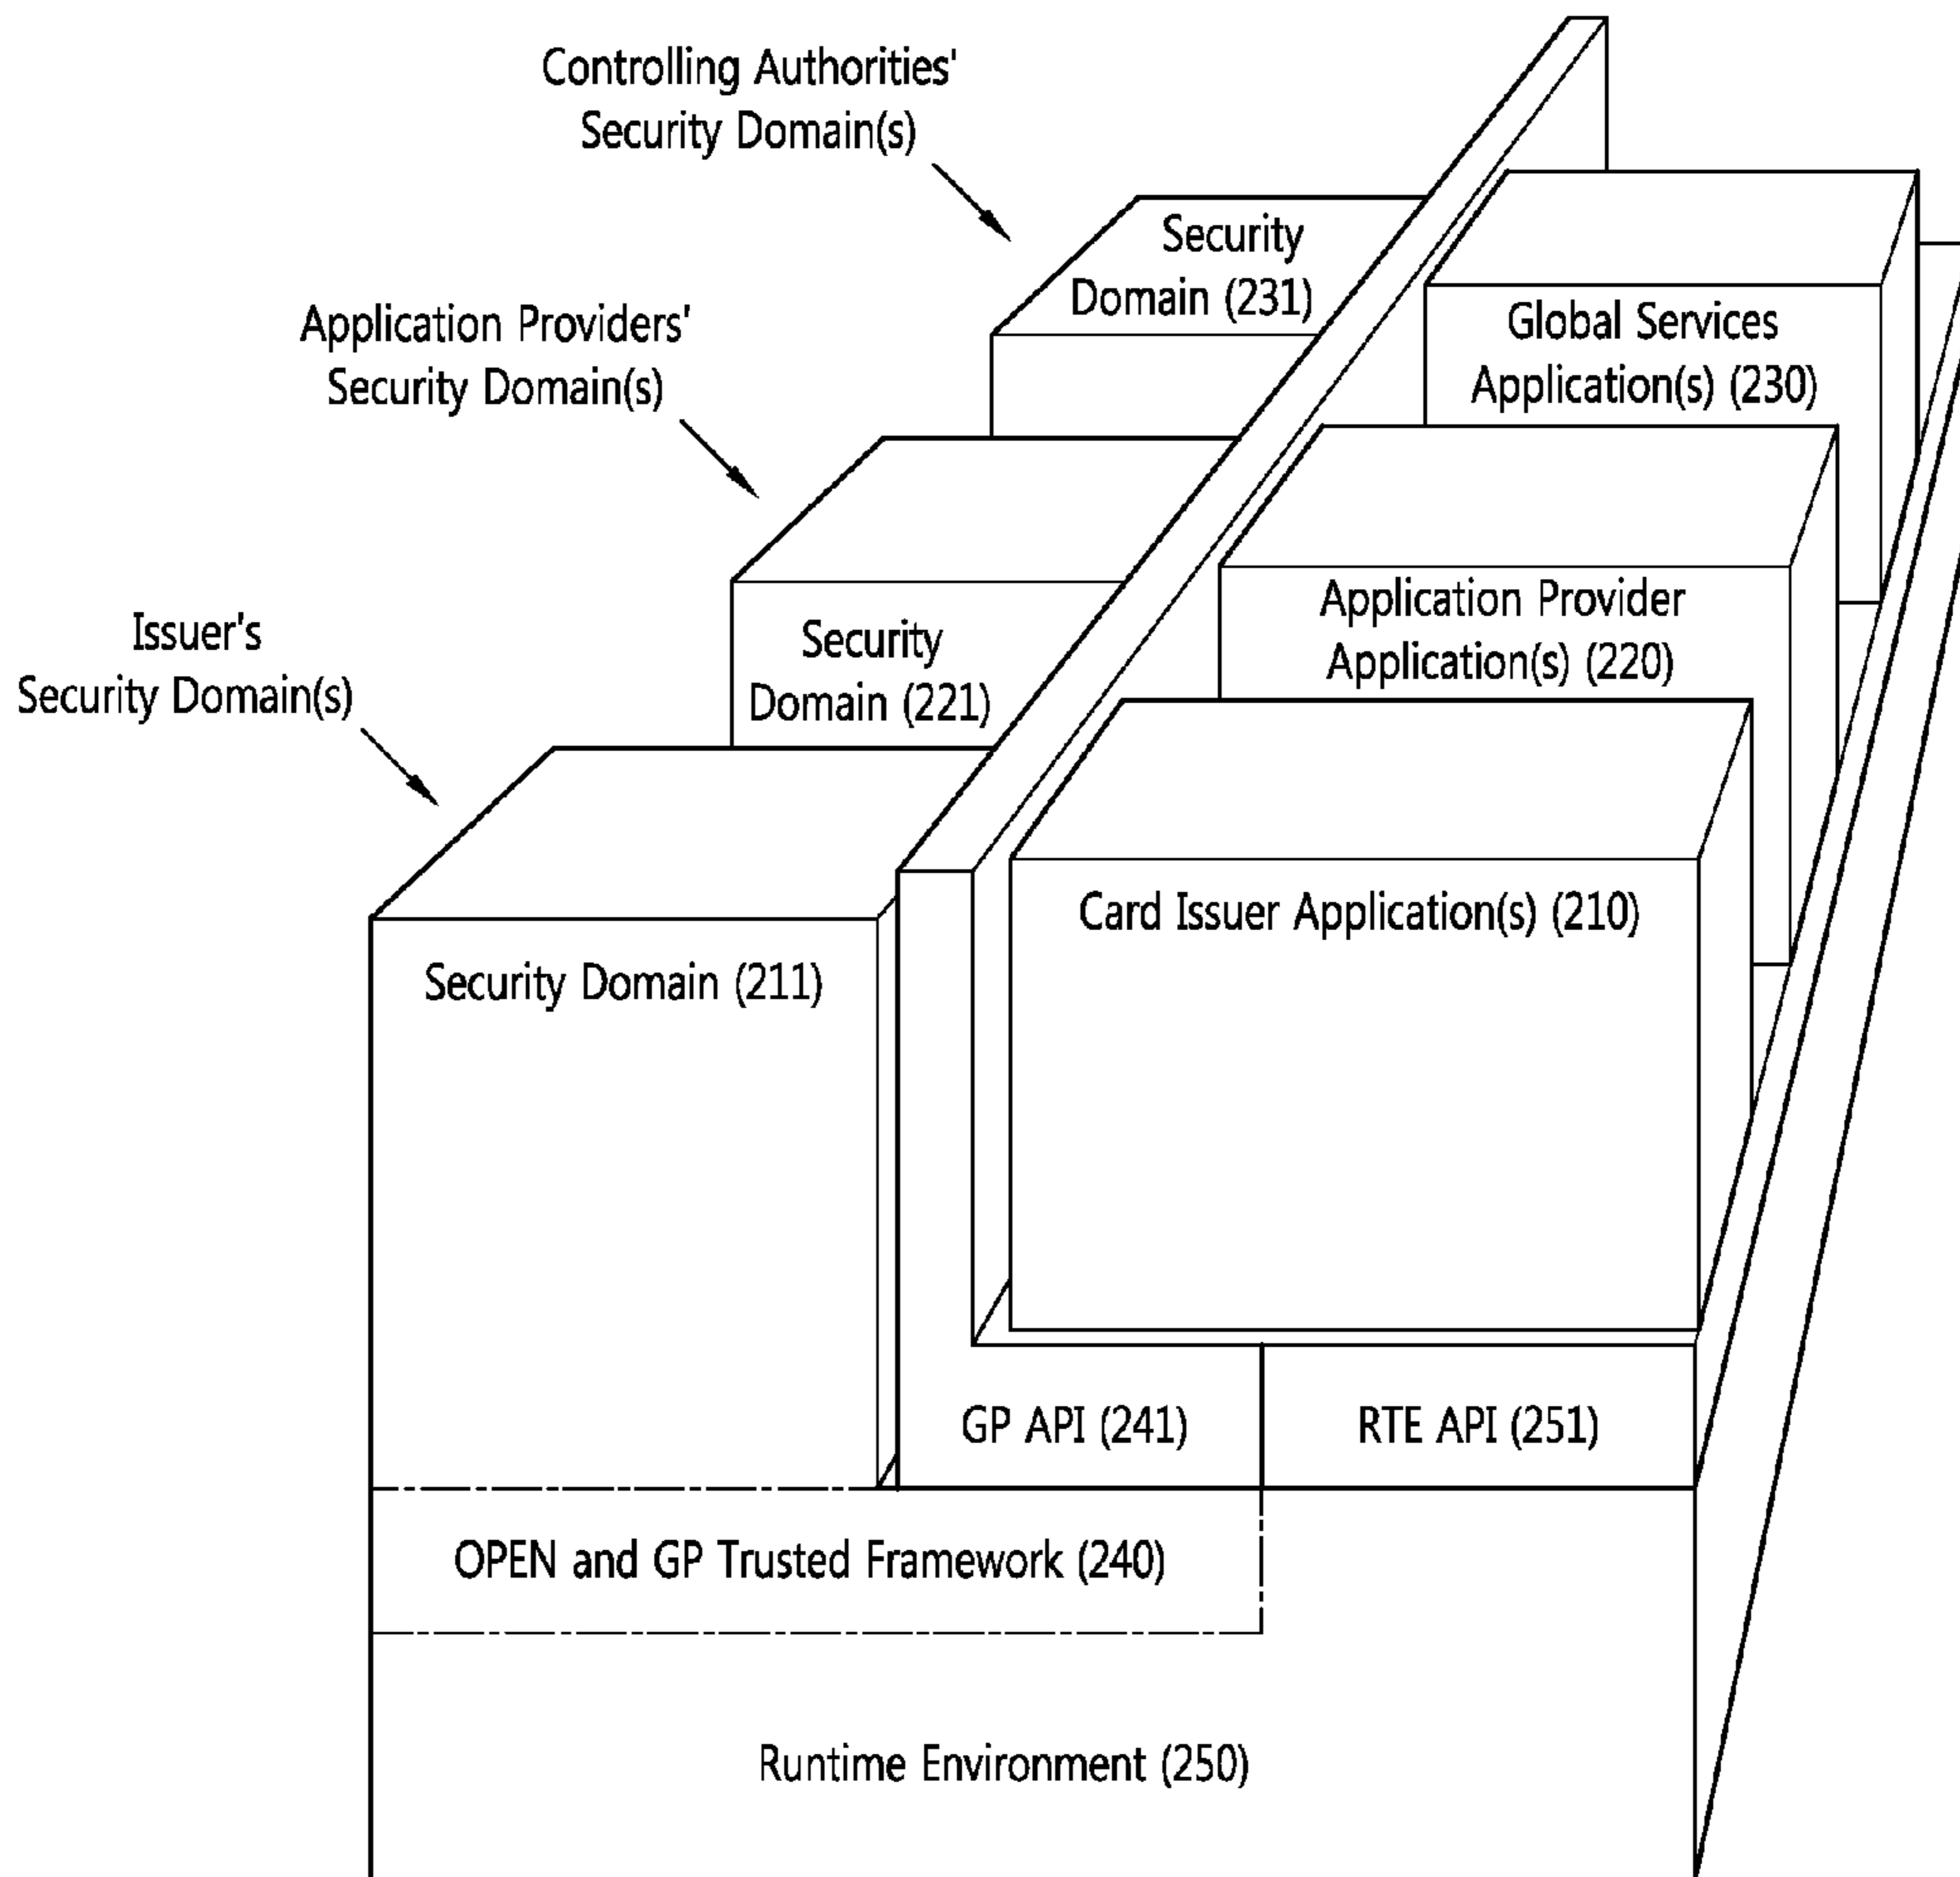 Controlling Authorities'
Security Domain(s)
Security
Domain (231)
Application Providers'
Security Domain(s)
Global Services
Application(s) (230)
Issuer's
Security Domain(s)
Security
Domain (221)
Application Provider
Application(s) (220)
Card Issuer Application(s) (210)
Security Domain (211)
GP API (241)
RTE API (251)
OPEN and GP Trusted Framework (240)
Runtime Environment (250)